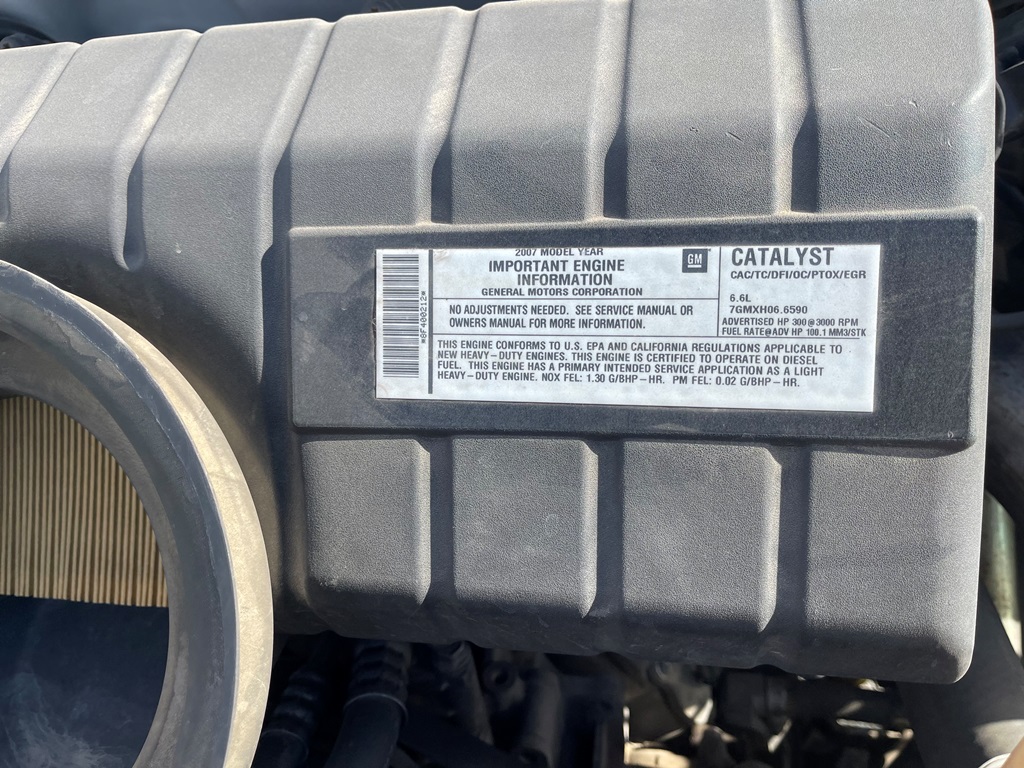 *8F400212*
2007 MODEL YEAR
IMPORTANT ENGINE
INFORMATION
GENERAL MOTORS CORPORATION
GM
NO ADJUSTMENTS NEEDED. SEE SERVICE MANUAL OR
OWNERS MANUAL FOR MORE INFORMATION.
CATALYST
CAC/TC/DFI/OC/PTOX/EGR
6.6L
7GMXH06.6590
ADVERTISED HP 300@3000 RPM
FUEL RATE@ADV HP 100.1 MM3/STK
THIS ENGINE CONFORMS TO U.S. EPA AND CALIFORNIA REGULATIONS APPLICABLE TO
NEW HEAVY-DUTY ENGINES. THIS ENGINE IS CERTIFIED TO OPERATE ON DIESEL
FUEL. THIS ENGINE HAS A PRIMARY INTENDED SERVICE APPLICATION AS A LIGHT
HEAVY-DUTY ENGINE. NOX FEL: 1.30 G/BHP-HR. PM FEL: 0.02 G/BHP-HR.